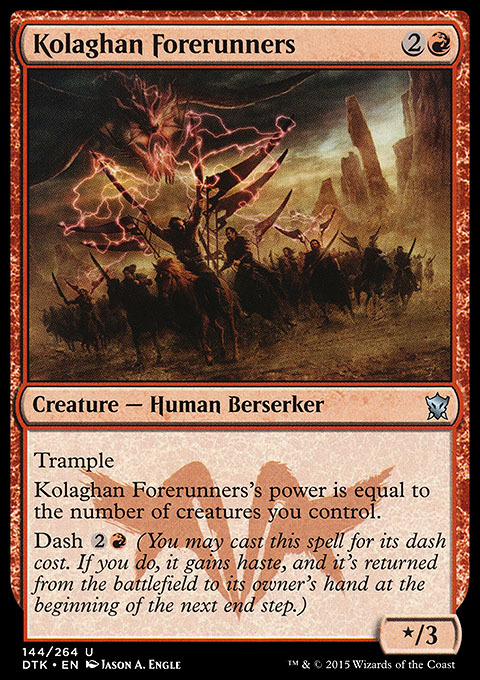 Kolaghan Forerunners 2
Creature — Human Berserker
Trample
Kolaghan Forerunners's power is equal to
the number of creatures you control.
Dash 2 (You may cast this spell for its dash
cost. If you do, it gains haste, and it's returned
from the battlefield to its owner's hand at the
beginning of the next end step.)
*/3
144/264 U
DTK • EN Jason A. Engle
™ & © 2015 Wizards of the Coast